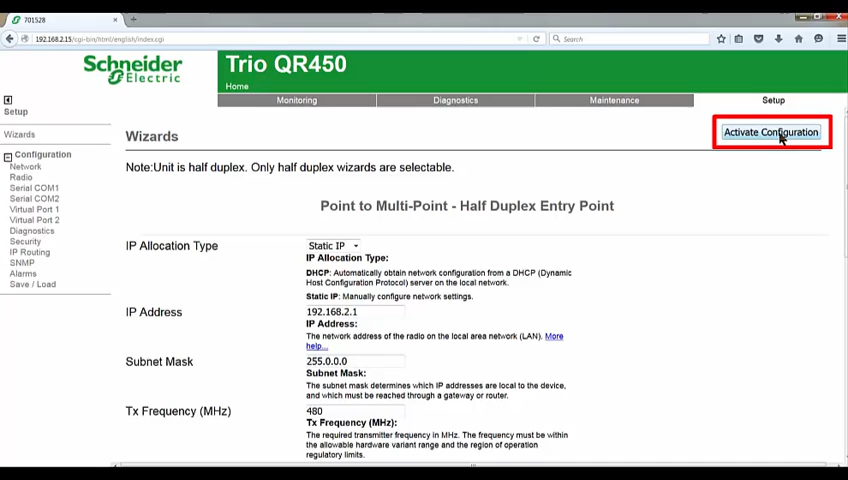 701528
192.168.2.15/cgi-bin/html/english/index.cgi
Search
Schneider
Electric
Trio QR450
Home
Monitoring
Diagnostics
Maintenance
Setup
Setup
Wizards
Configuration
Network
Radio
Serial COM1
Serial COM2
Virtual Port 1
Virtual Port 2
Diagnostics
Security
IP Routing
SNMP
Alarms
Save / Load
Wizards
Activate Configuration
Note:Unit is half duplex. Only half duplex wizards are selectable.
Point to Multi-Point - Half Duplex Entry Point
IP Allocation Type
Static IP
IP Allocation Type:
DHCP: Automatically obtain network configuration from a DHCP (Dynamic
Host Configuration Protocol) server on the local network.
Static IP: Manually configure network settings.
IP Address
192.168.2.1
IP Address:
The network address of the radio on the local area network (LAN). More
help...
Subnet Mask
255.0.0.0
Subnet Mask:
The subnet mask determines which IP addresses are local to the device,
and which must be reached through a gateway or router.
Tx Frequency (MHz)
480
Tx Frequency (MHz):
The required transmitter frequency in MHz. The frequency must be within
the allowable hardware variant range and the region of operation
regulatory limits.